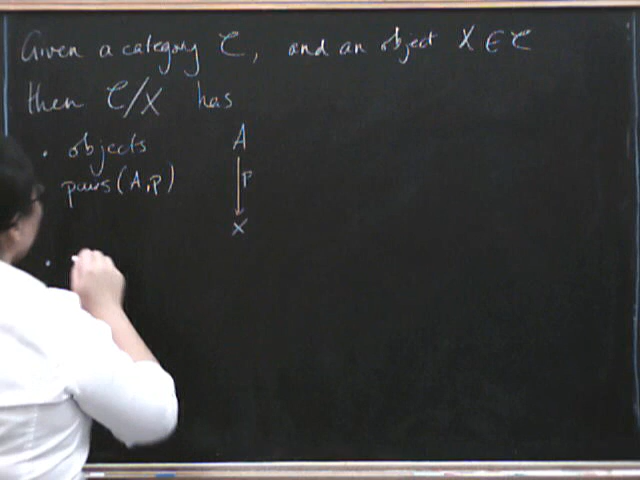 Given a category C, and an object X ∈ C
then C/X has
· objects
pairs (A, p)
A
p
x
·